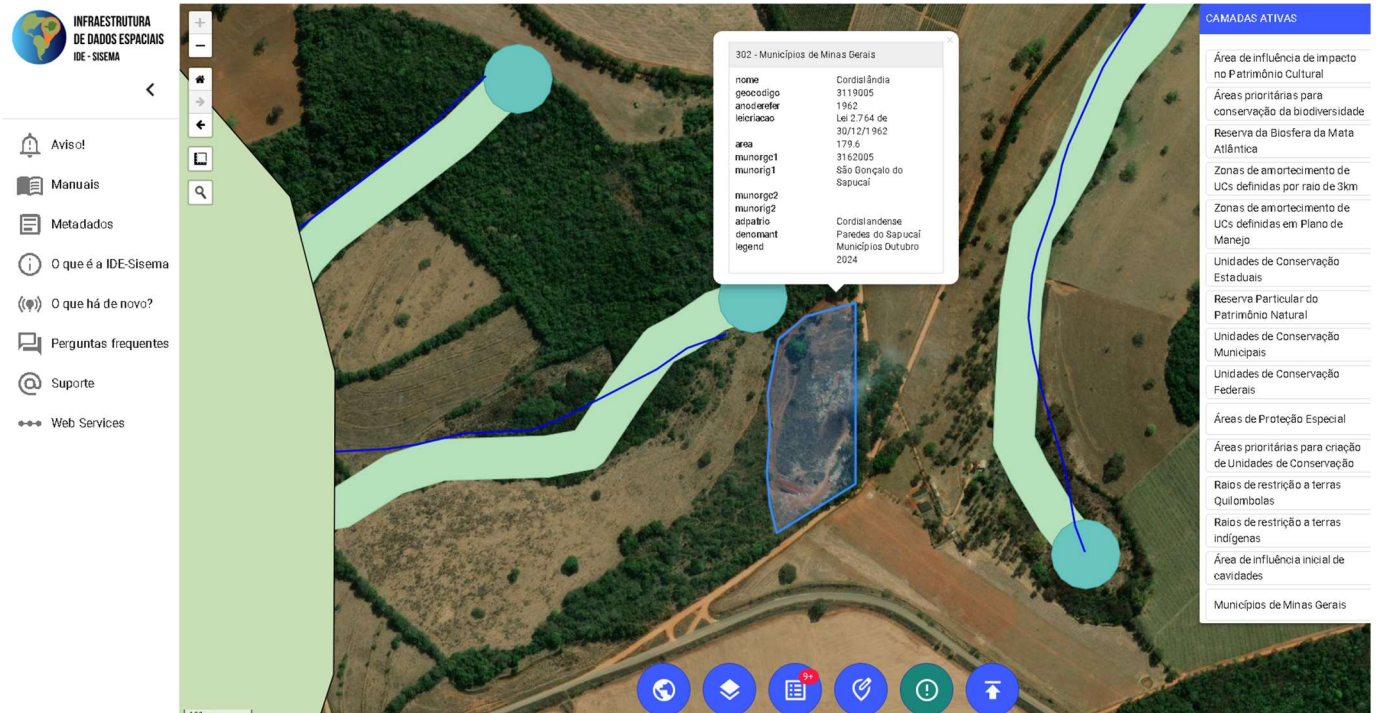 INFRAESTRUTURA
DE DADOS ESPACIAIS
IDE - SISEMA
Aviso!
Manuais
Metadados
O que é a IDE-Sisema
O que há de novo?
Perguntas frequentes
Suporte
Web Services
302 - Municípios de Minas Gerais
nome Cordislândia
geocodigo 3119005
anoderefer 1962
leicriacao Lei 2.764 de
30/12/1962
area 179.6
munorgc1 3162005
munorig1 São Gonçalo do
Sapucaí
munorgc2
munorig2
adpatrio Cordislandense
denomant Paredes do Sapucaí
legend Municípios Outubro
2024
CAMADAS ATIVAS
Área de influência de impacto
no Patrimônio Cultural
Áreas prioritárias para
conservação da biodiversidade
Reserva da Biosfera da Mata
Atlântica
Zonas de amortecimento de
UCs definidas por raio de 3km
Zonas de amortecimento de
UCs definidas em Plano de
Manejo
Unidades de Conservação
Estaduais
Reserva Particular do
Patrimônio Natural
Unidades de Conservação
Municipais
Unidades de Conservação
Federais
Áreas de Proteção Especial
Áreas prioritárias para criação
de Unidades de Conservação
Raios de restrição a terras
Quilombolas
Raios de restrição a terras
indígenas
Área de influência inicial de
cavidades
Municípios de Minas Gerais
9+